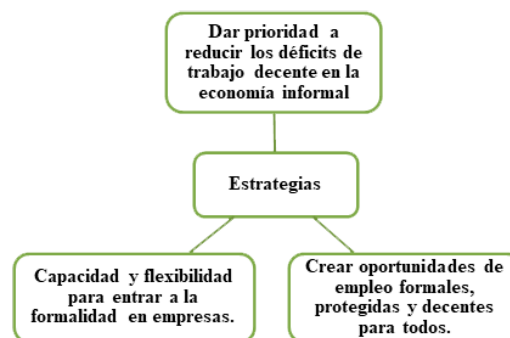 Dar prioridad a
reducir los déficits de
trabajo decente en la
economía informal
Estrategias
Capacidad y flexibilidad
para entrar a la
formalidad en empresas.
Crear oportunidades de
empleo formales,
protegidas y decentes
para todos.